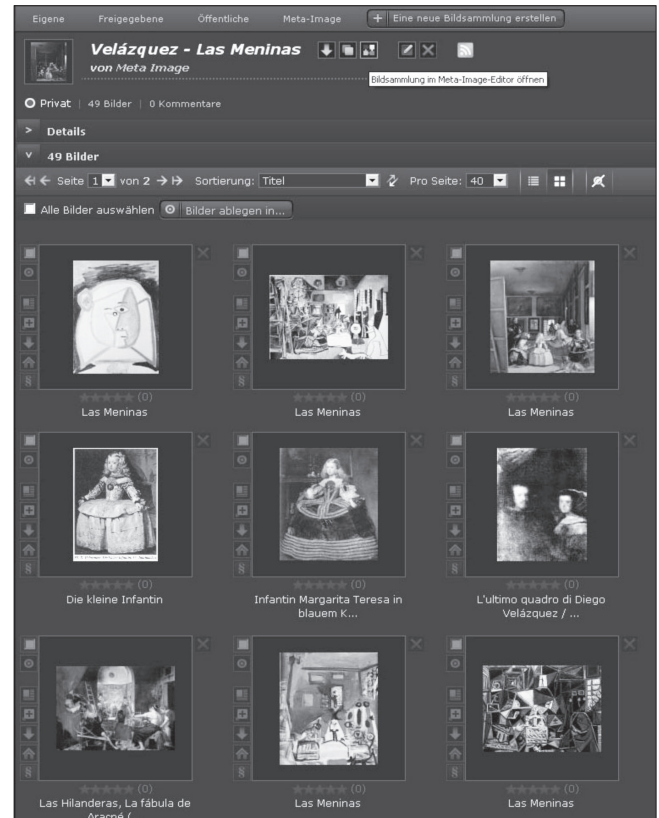 Eigene Freigegebene Öffentliche Meta-Image + Eine neue Bildsammlung erstellen
Velázquez - Las Meninas
von Meta Image
Bildsammlung im Meta-Image-Editor öffnen
Privat | 49 Bilder | 0 Kommentare
> Details
v 49 Bilder
Seite 1 von 2 Sortierung: Titel Pro Seite: 40
Alle Bilder auswählen Bilder ablegen in...
(0) (0) (0)
Las Meninas Las Meninas Las Meninas
(0) (0) (0)
Die kleine Infantin Infantin Margarita Teresa in L'ultimo quadro di Diego
blauem K... Velázquez / ...
(0) (0) (0)
Las Hilanderas, La fábula de Las Meninas Las Meninas
Aracné (...